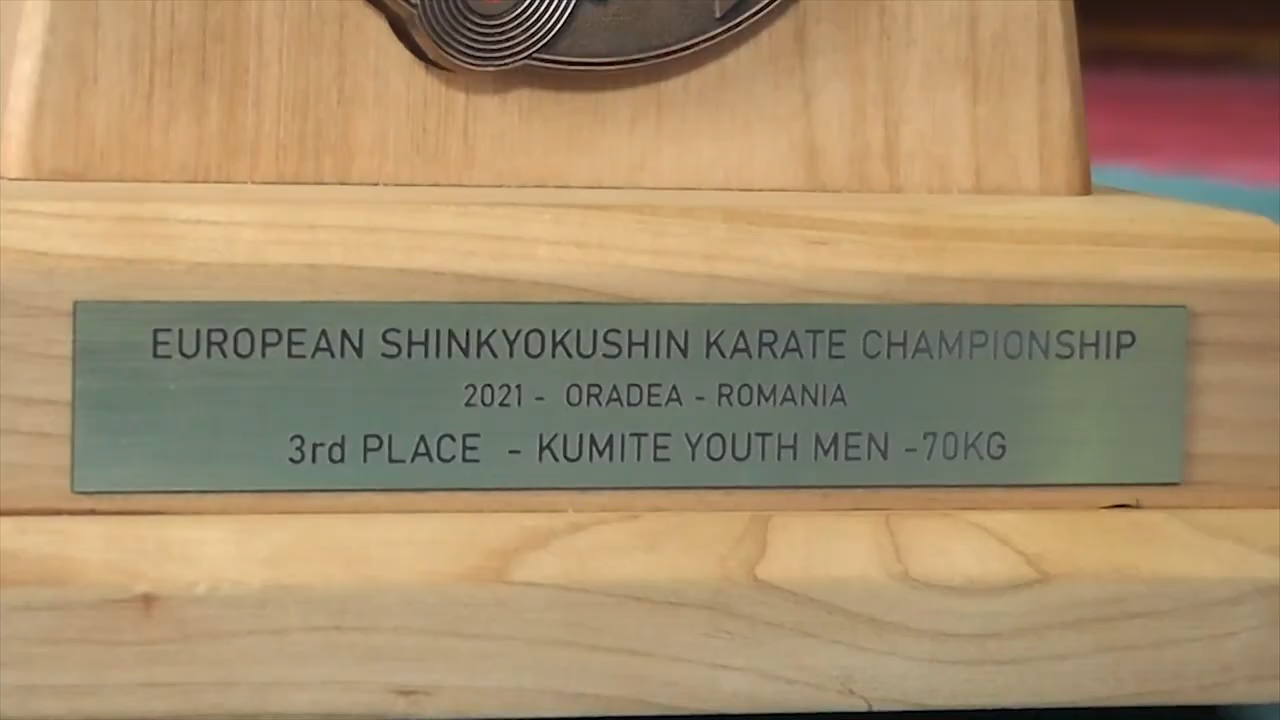 EUROPEAN SHINKYOKUSHIN KARATE CHAMPIONSHIP
2021 - ORADEA - ROMANIA
3rd PLACE - KUMITE YOUTH MEN -70KG